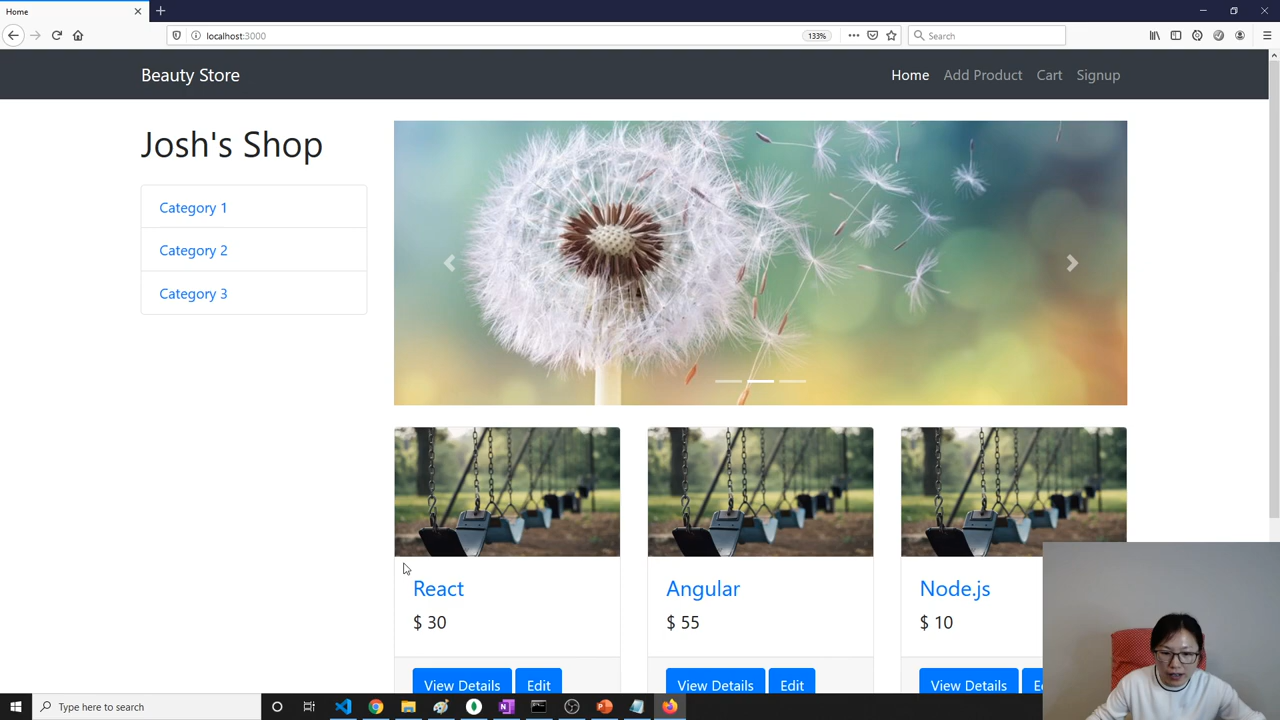 Home
localhost:3000
133%
Search
Beauty Store
Home Add Product Cart Signup
Josh's Shop
Category 1
Category 2
Category 3
React
$ 30
View Details Edit
Angular
$ 55
View Details Edit
Node.js
$ 10
View Details
Type here to search